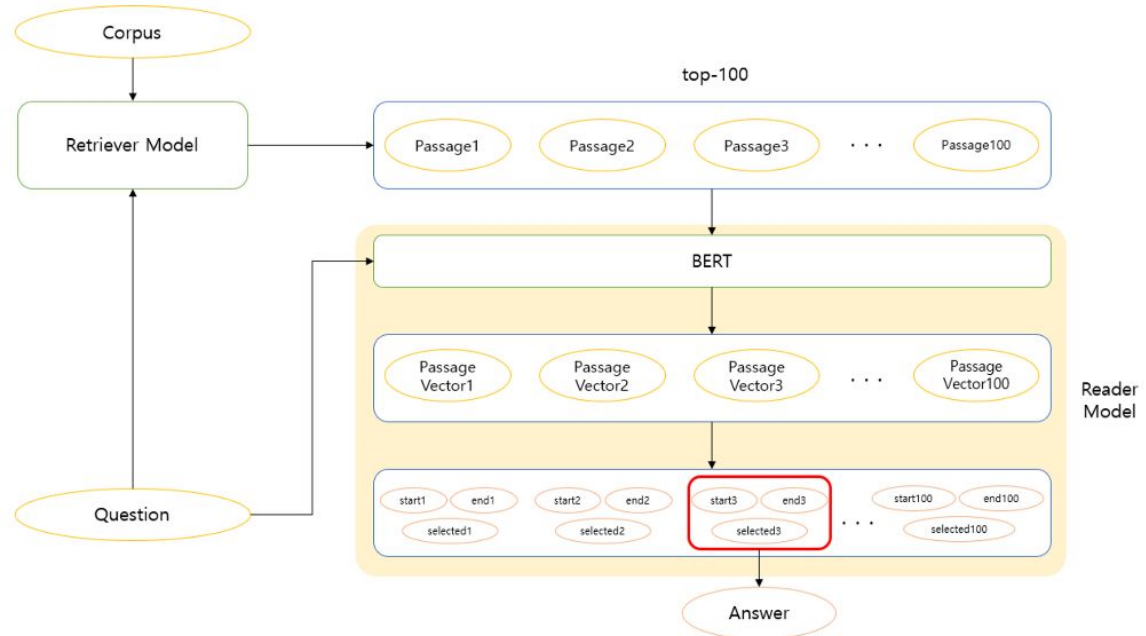 Corpus
top-100
Retriever Model
Passage1
Passage2
Passage3
. . .
Passage100
BERT
Passage
Vector1
Passage
Vector2
Passage
Vector3
. . .
Passage
Vector100
Reader
Model
Question
start1
end1
selected1
start2
end2
selected2
start3
end3
selected3
. . .
start100
end100
selected100
Answer